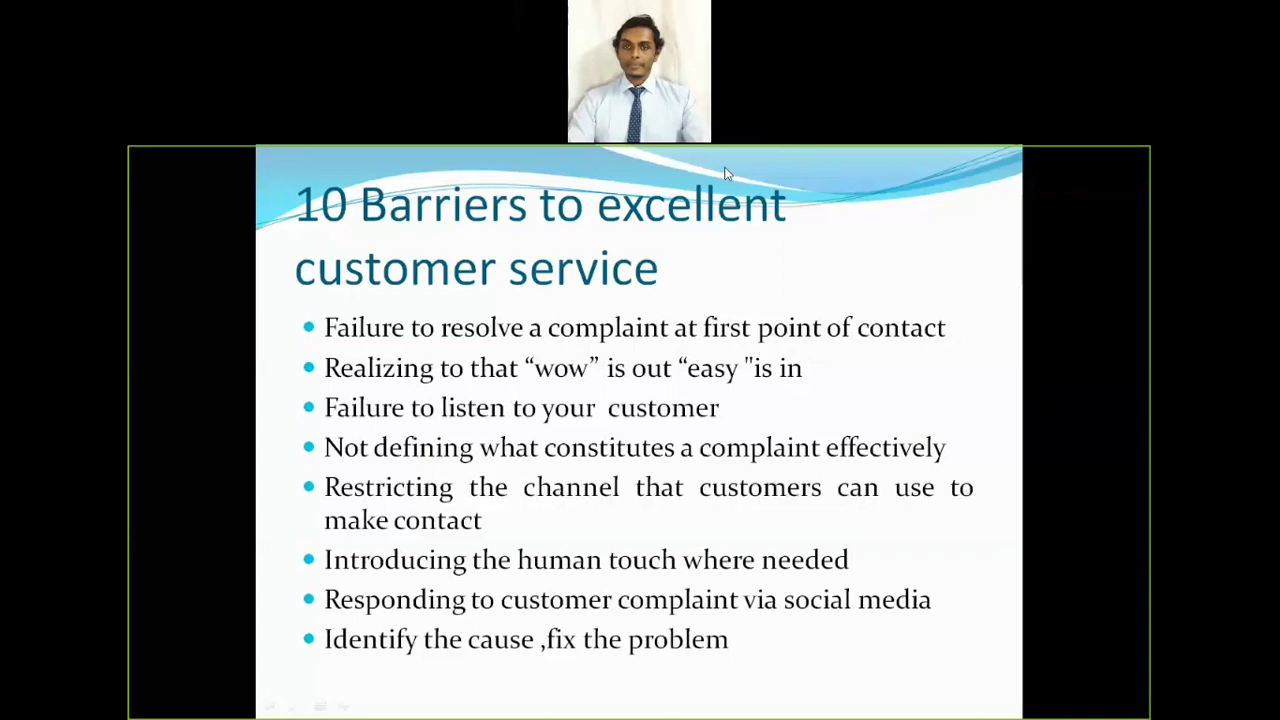 10 Barriers to excellent
customer service
Failure to resolve a complaint at first point of contact
Realizing to that “wow” is out “easy "is in
Failure to listen to your  customer
Not defining what constitutes a complaint effectively
Restricting the channel that customers can use to
make contact
Introducing the human touch where needed
Responding to customer complaint via social media
Identify the cause ,fix the problem